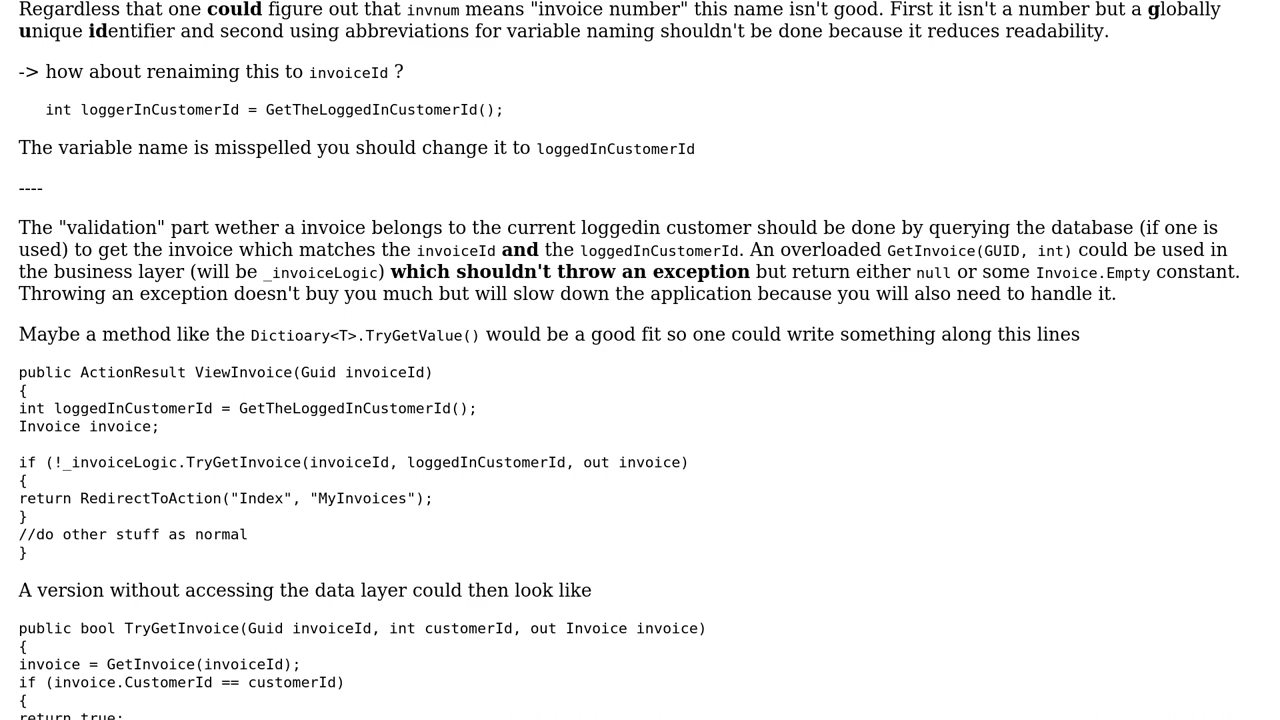 Regardless that one could figure out that invnum means "invoice number" this name isn't good. First it isn't a number but a globally
unique identifier and second using abbreviations for variable naming shouldn't be done because it reduces readability.
-> how about renaiming this to invoiceId ?
int loggerInCustomerId = GetTheLoggedInCustomerId();
The variable name is misspelled you should change it to loggedInCustomerId
----
The "validation" part wether a invoice belongs to the current loggedin customer should be done by querying the database (if one is
used) to get the invoice which matches the invoiceId and the loggedInCustomerId. An overloaded GetInvoice(GUID, int) could be used in
the business layer (will be _invoiceLogic) which shouldn't throw an exception but return either null or some Invoice.Empty constant.
Throwing an exception doesn't buy you much but will slow down the application because you will also need to handle it.
Maybe a method like the Dictioary<T>.TryGetValue() would be a good fit so one could write something along this lines
public ActionResult ViewInvoice(Guid invoiceId)
{
int loggedInCustomerId = GetTheLoggedInCustomerId();
Invoice invoice;
if (!_invoiceLogic.TryGetInvoice(invoiceId, loggedInCustomerId, out invoice)
{
return RedirectToAction("Index", "MyInvoices");
}
//do other stuff as normal
}
A version without accessing the data layer could then look like
public bool TryGetInvoice(Guid invoiceId, int customerId, out Invoice invoice)
{
invoice = GetInvoice(invoiceId);
if (invoice.CustomerId == customerId)
{
return true;